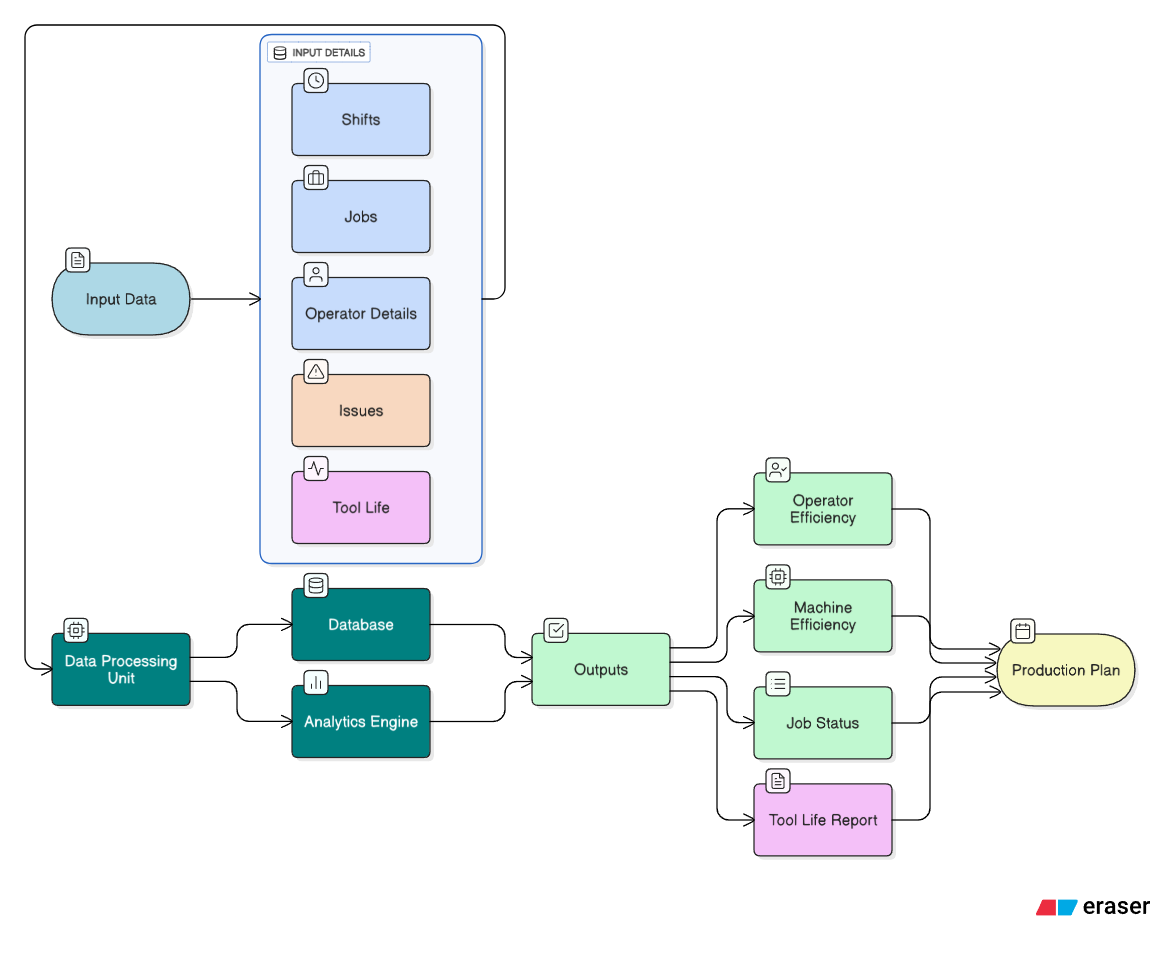 INPUT DETAILS
Shifts
Jobs
Input Data
Operator Details
Issues
Tool Life
Operator
Efficiency
Database
Machine
Efficiency
Data Processing
Unit
Outputs
Production Plan
Analytics Engine
Job Status
Tool Life Report
eraser